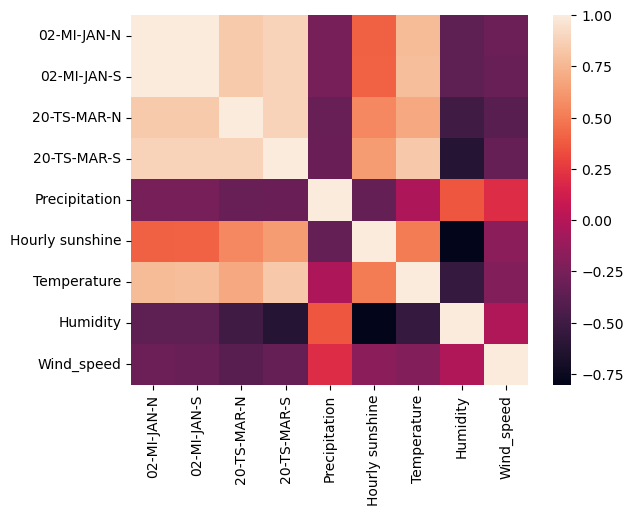 02-MI-JAN-N
02-MI-JAN-S
20-TS-MAR-N
20-TS-MAR-S
Precipitation
Hourly sunshine
Temperature
Humidity
Wind_speed
02-MI-JAN-N
02-MI-JAN-S
20-TS-MAR-N
20-TS-MAR-S
Precipitation
Hourly sunshine
Temperature
Humidity
Wind_speed
1.00
0.75
0.50
0.25
0.00
−0.25
−0.50
−0.75